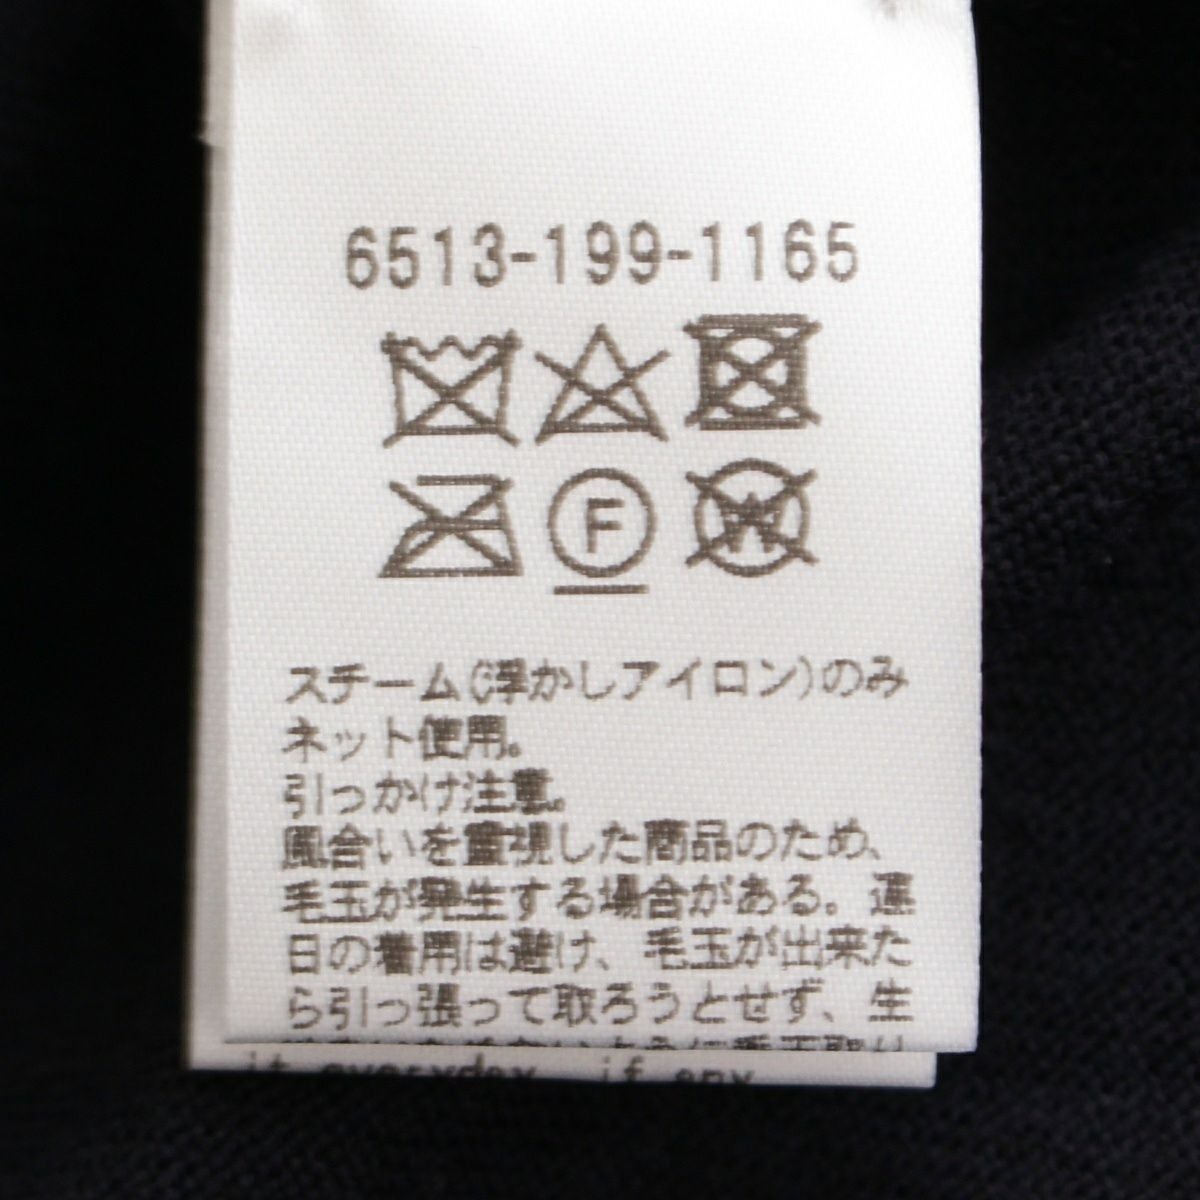 6513-199-1165
F
W
スチーム(浮かしアイロン)のみ
ネット使用。
引っかけ注意。
風合いを重視した商品のため、
毛玉が発生する場合がある。連
日の着用は避け、毛玉が出来た
ら引っ張って取ろうとせず、生
it everyday, if any